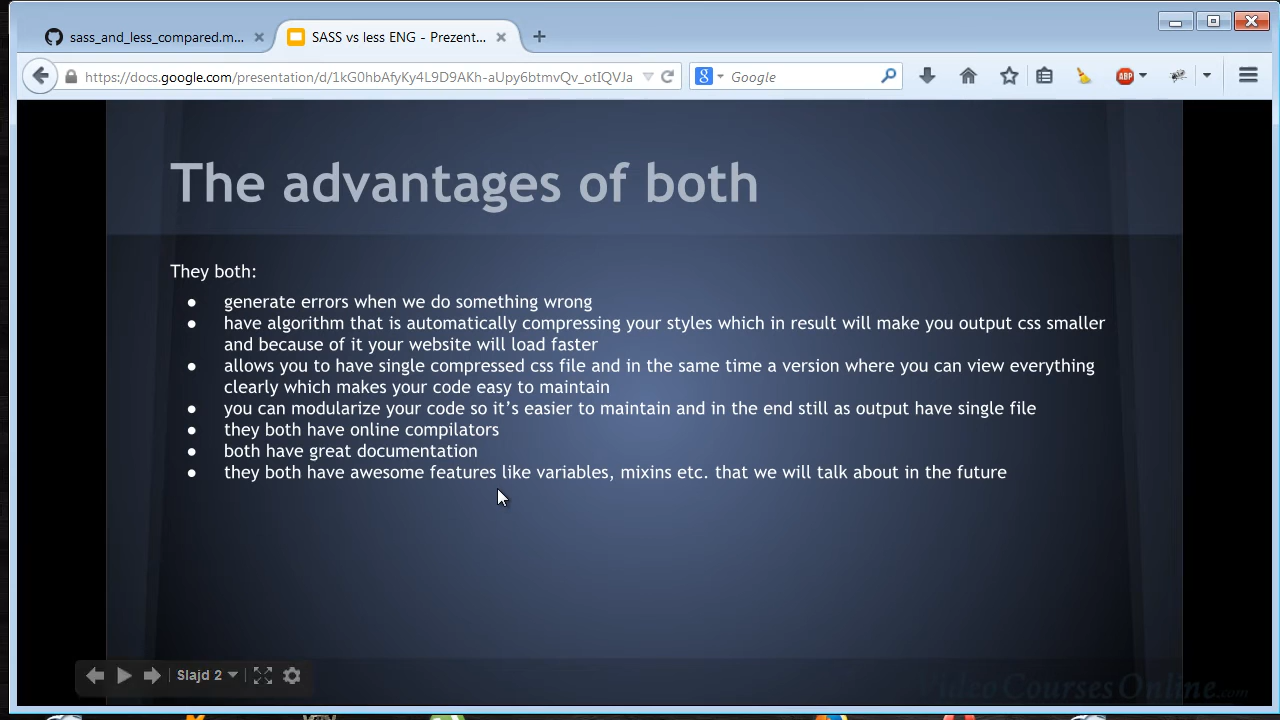 sass_and_less_compared.m...
SASS vs less ENG - Prezent...
https://docs.google.com/presentation/d/1kG0hbAfyKy4L9D9AKh-aUpy6btmvQv_otIQVJa
Google
ABP
The advantages of both
They both:
● generate errors when we do something wrong
● have algorithm that is automatically compressing your styles which in result will make you output css smaller
and because of it your website will load faster
● allows you to have single compressed css file and in the same time a version where you can view everything
clearly which makes your code easy to maintain
● you can modularize your code so it's easier to maintain and in the end still as output have single file
● they both have online compilators
● both have great documentation
● they both have awesome features like variables, mixins etc. that we will talk about in the future
Slajd 2
VideoCoursesOnline.com